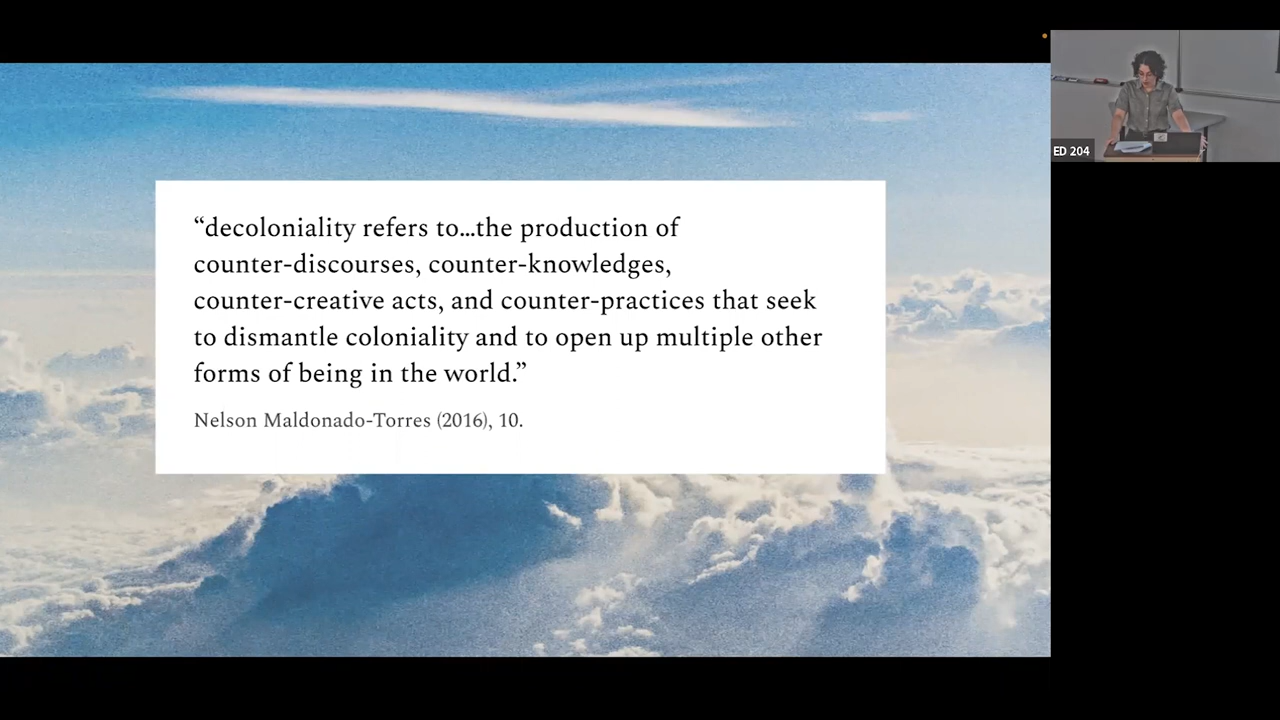 “decoloniality refers to...the production of
counter-discourses, counter-knowledges,
counter-creative acts, and counter-practices that seek
to dismantle coloniality and to open up multiple other
forms of being in the world.”
Nelson Maldonado-Torres (2016), 10.
ED 204